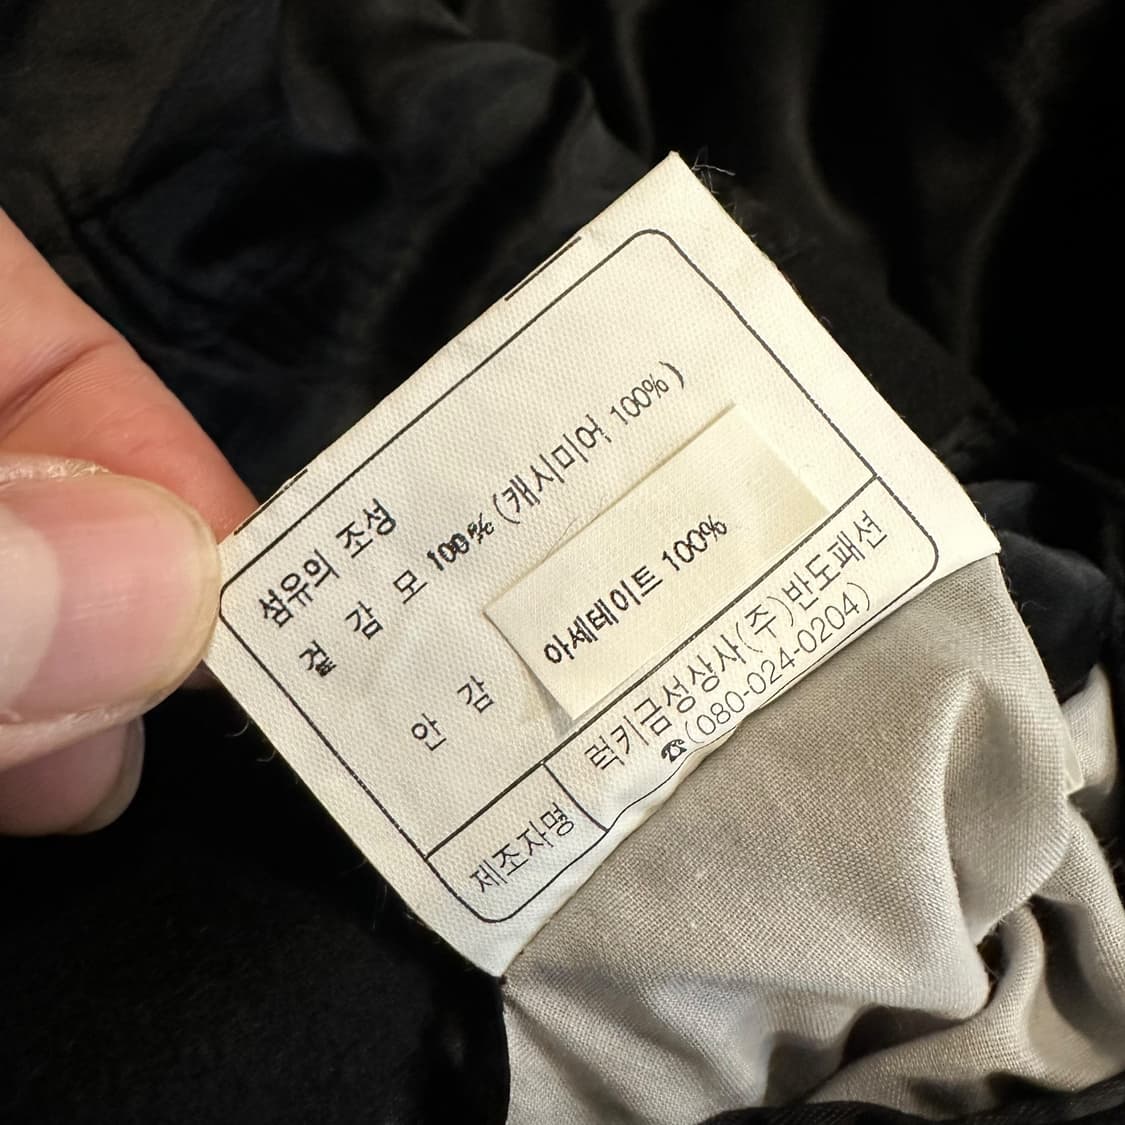 섬유의 조성
겉 감 모 100% (캐시미어 100%)
안 감 아세테이트 100%
제조자명 럭키금성상사(주)반도패션
☎(080-024-0204)